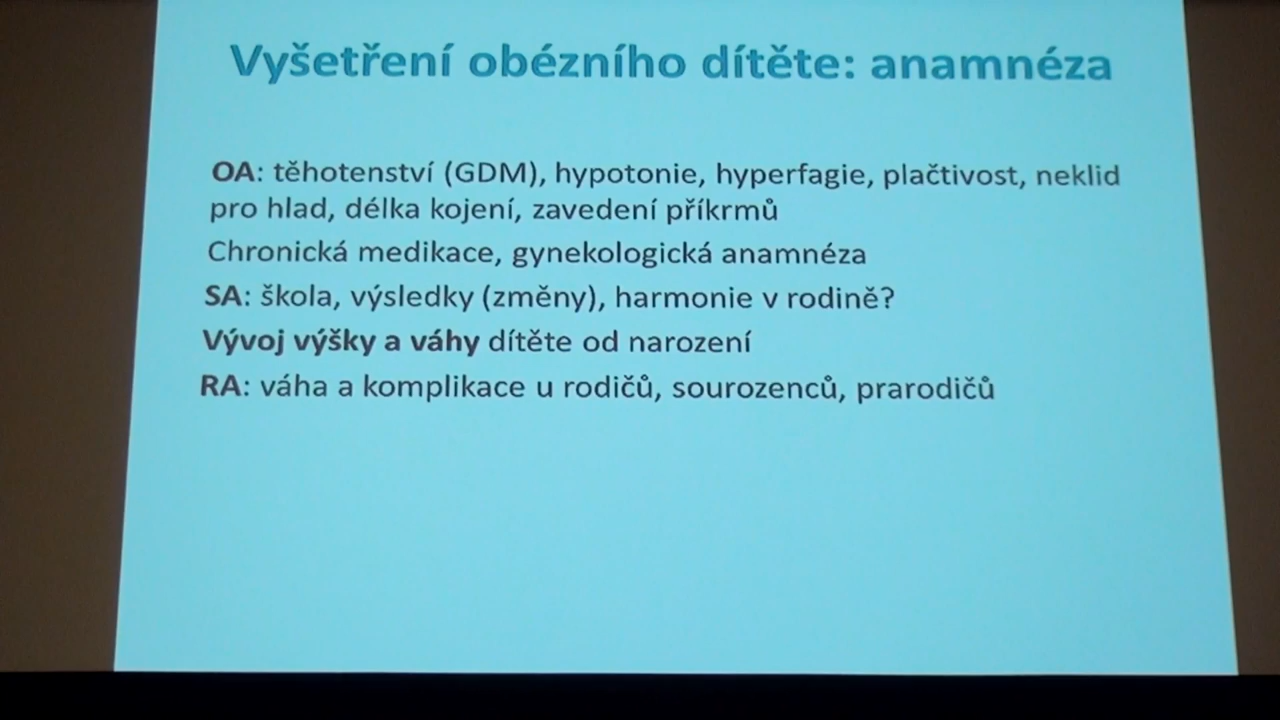 Vyšetření obézního dítěte: anamnéza
OA: těhotenství (GDM), hypotonie, hyperfagie, plačtivost, neklid
pro hlad, délka kojení, zavedení příkrmů
Chronická medikace, gynekologická anamnéza
SA: škola, výsledky (změny), harmonie v rodině?
Vývoj výšky a váhy dítěte od narození
RA: váha a komplikace u rodičů, sourozenců, prarodičů